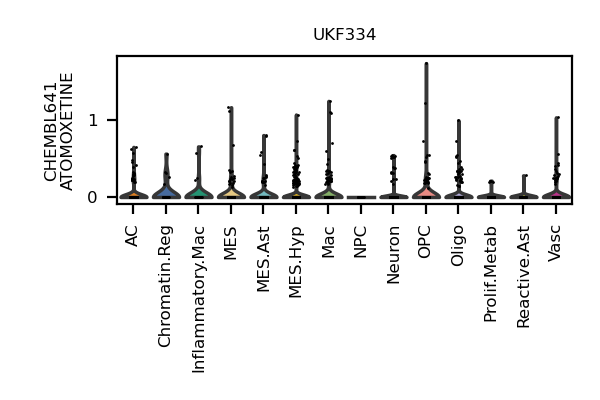 UKF334
CHEMBL641
ATOMOXETINE
1
0
AC
Chromatin.Reg
Inflammatory.Mac
MES
MES.Ast
MES.Hyp
Mac
NPC
Neuron
OPC
Oligo
Prolif.Metab
Reactive.Ast
Vasc